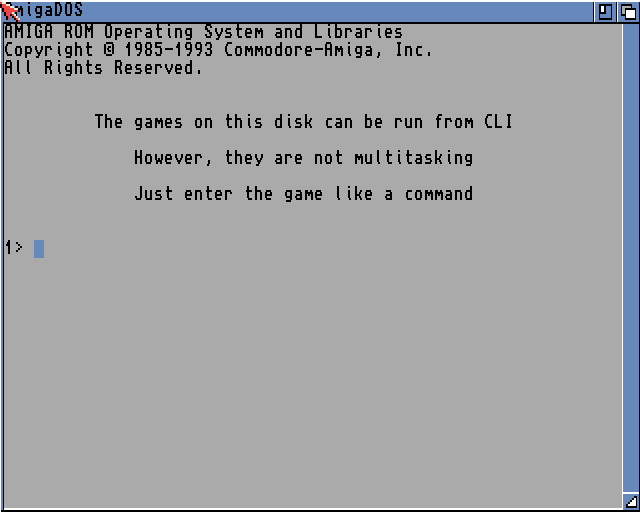 AmigaDOS
AMIGA ROM Operating System and Libraries
Copyright © 1985-1993 Commodore-Amiga, Inc.
All Rights Reserved.
The games on this disk can be run from CLI
However, they are not multitasking
Just enter the game like a command
1>